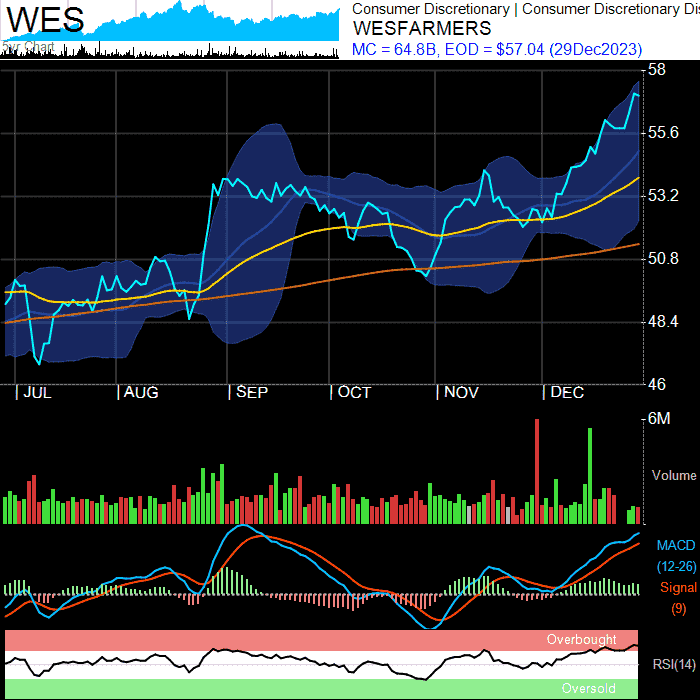 WES
5yr Chart
Consumer Discretionary | Consumer Discretionary Dis
WESFARMERS
MC = 64.8B, EOD = $57.04 (29Dec2023)
58
55.6
53.2
50.8
48.4
46
JUL
AUG
SEP
OCT
NOV
DEC
6M
Volume
MACD
(12-26)
Signal
(9)
Overbought
RSI(14)
Oversold